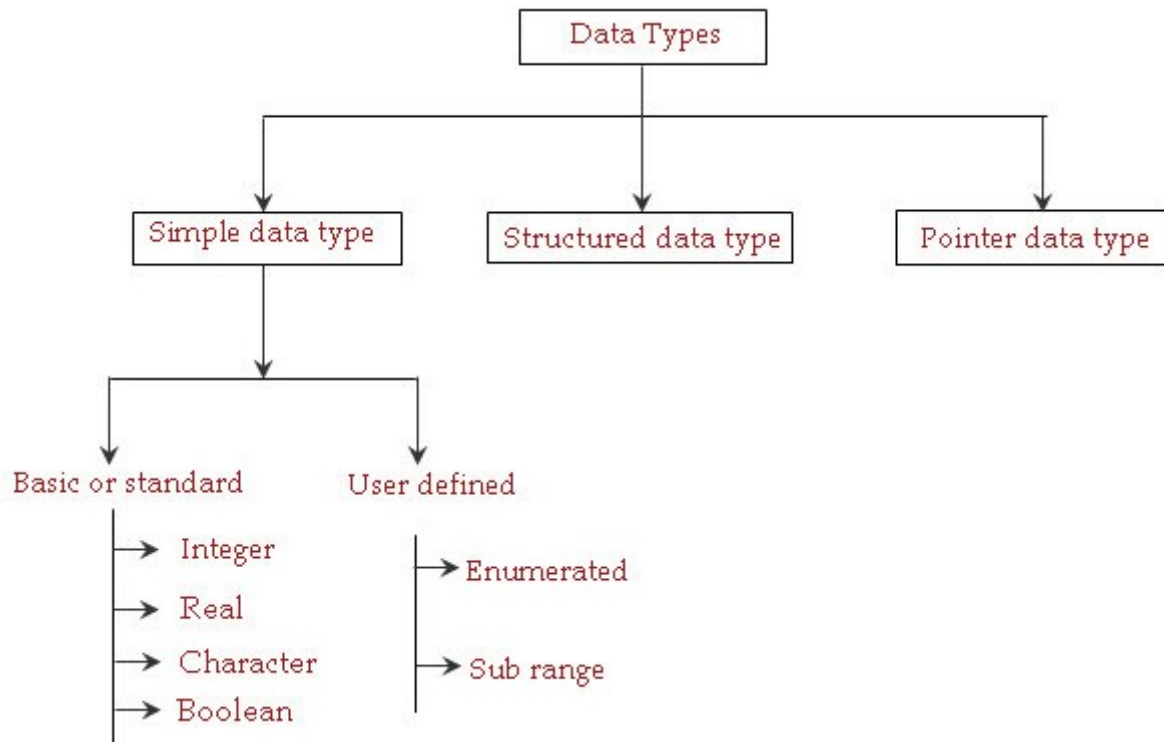 Data Types
Simple data type
Structured data type
Pointer data type
Basic or standard
User defined
Integer
Real
Character
Boolean
Enumerated
Sub range